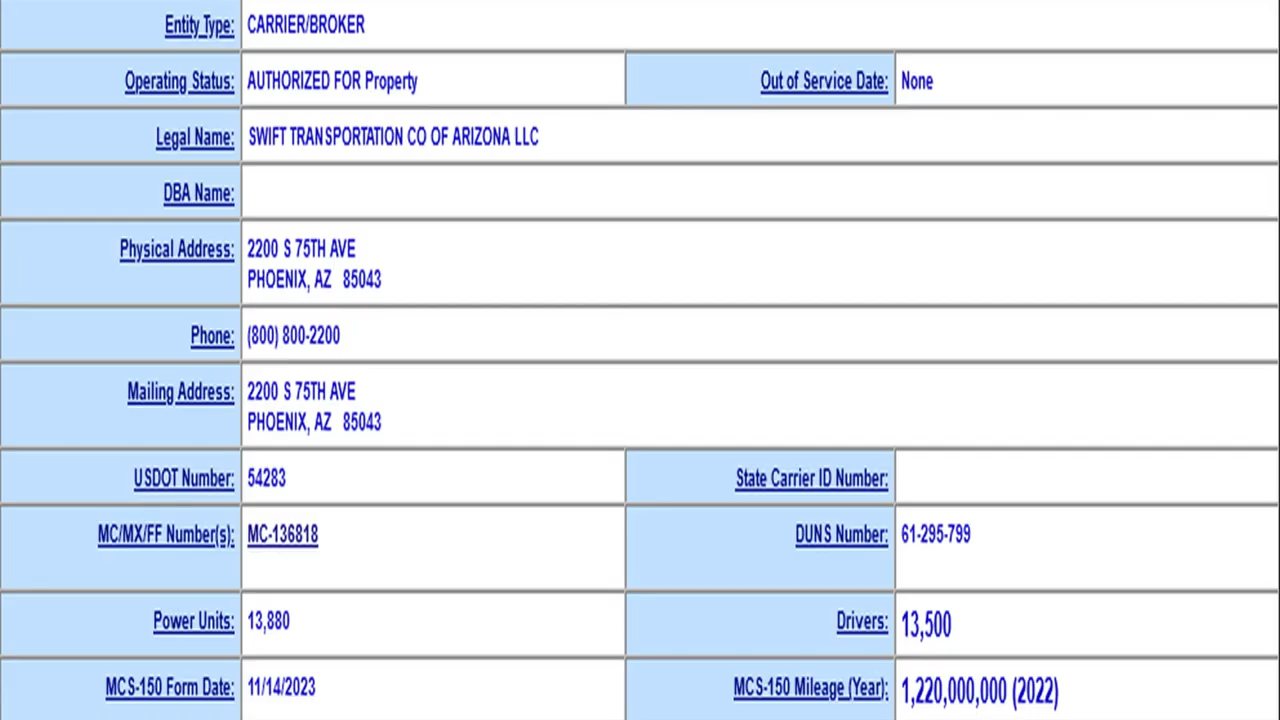 Entity Type: CARRIER/BROKER
Operating Status: AUTHORIZED FOR Property Out of Service Date: None
Legal Name: SWIFT TRANSPORTATION CO OF ARIZONA LLC
DBA Name:
Physical Address: 2200 S 75TH AVE
PHOENIX, AZ 85043
Phone: (800) 800-2200
Mailing Address: 2200 S 75TH AVE
PHOENIX, AZ 85043
USDOT Number: 54283 State Carrier ID Number:
MC/MX/FF Number(s): MC-136818 DUNS Number: 61-295-799
Power Units: 13,880 Drivers: 13,500
MCS-150 Form Date: 11/14/2023 MCS-150 Mileage (Year): 1,220,000,000 (2022)